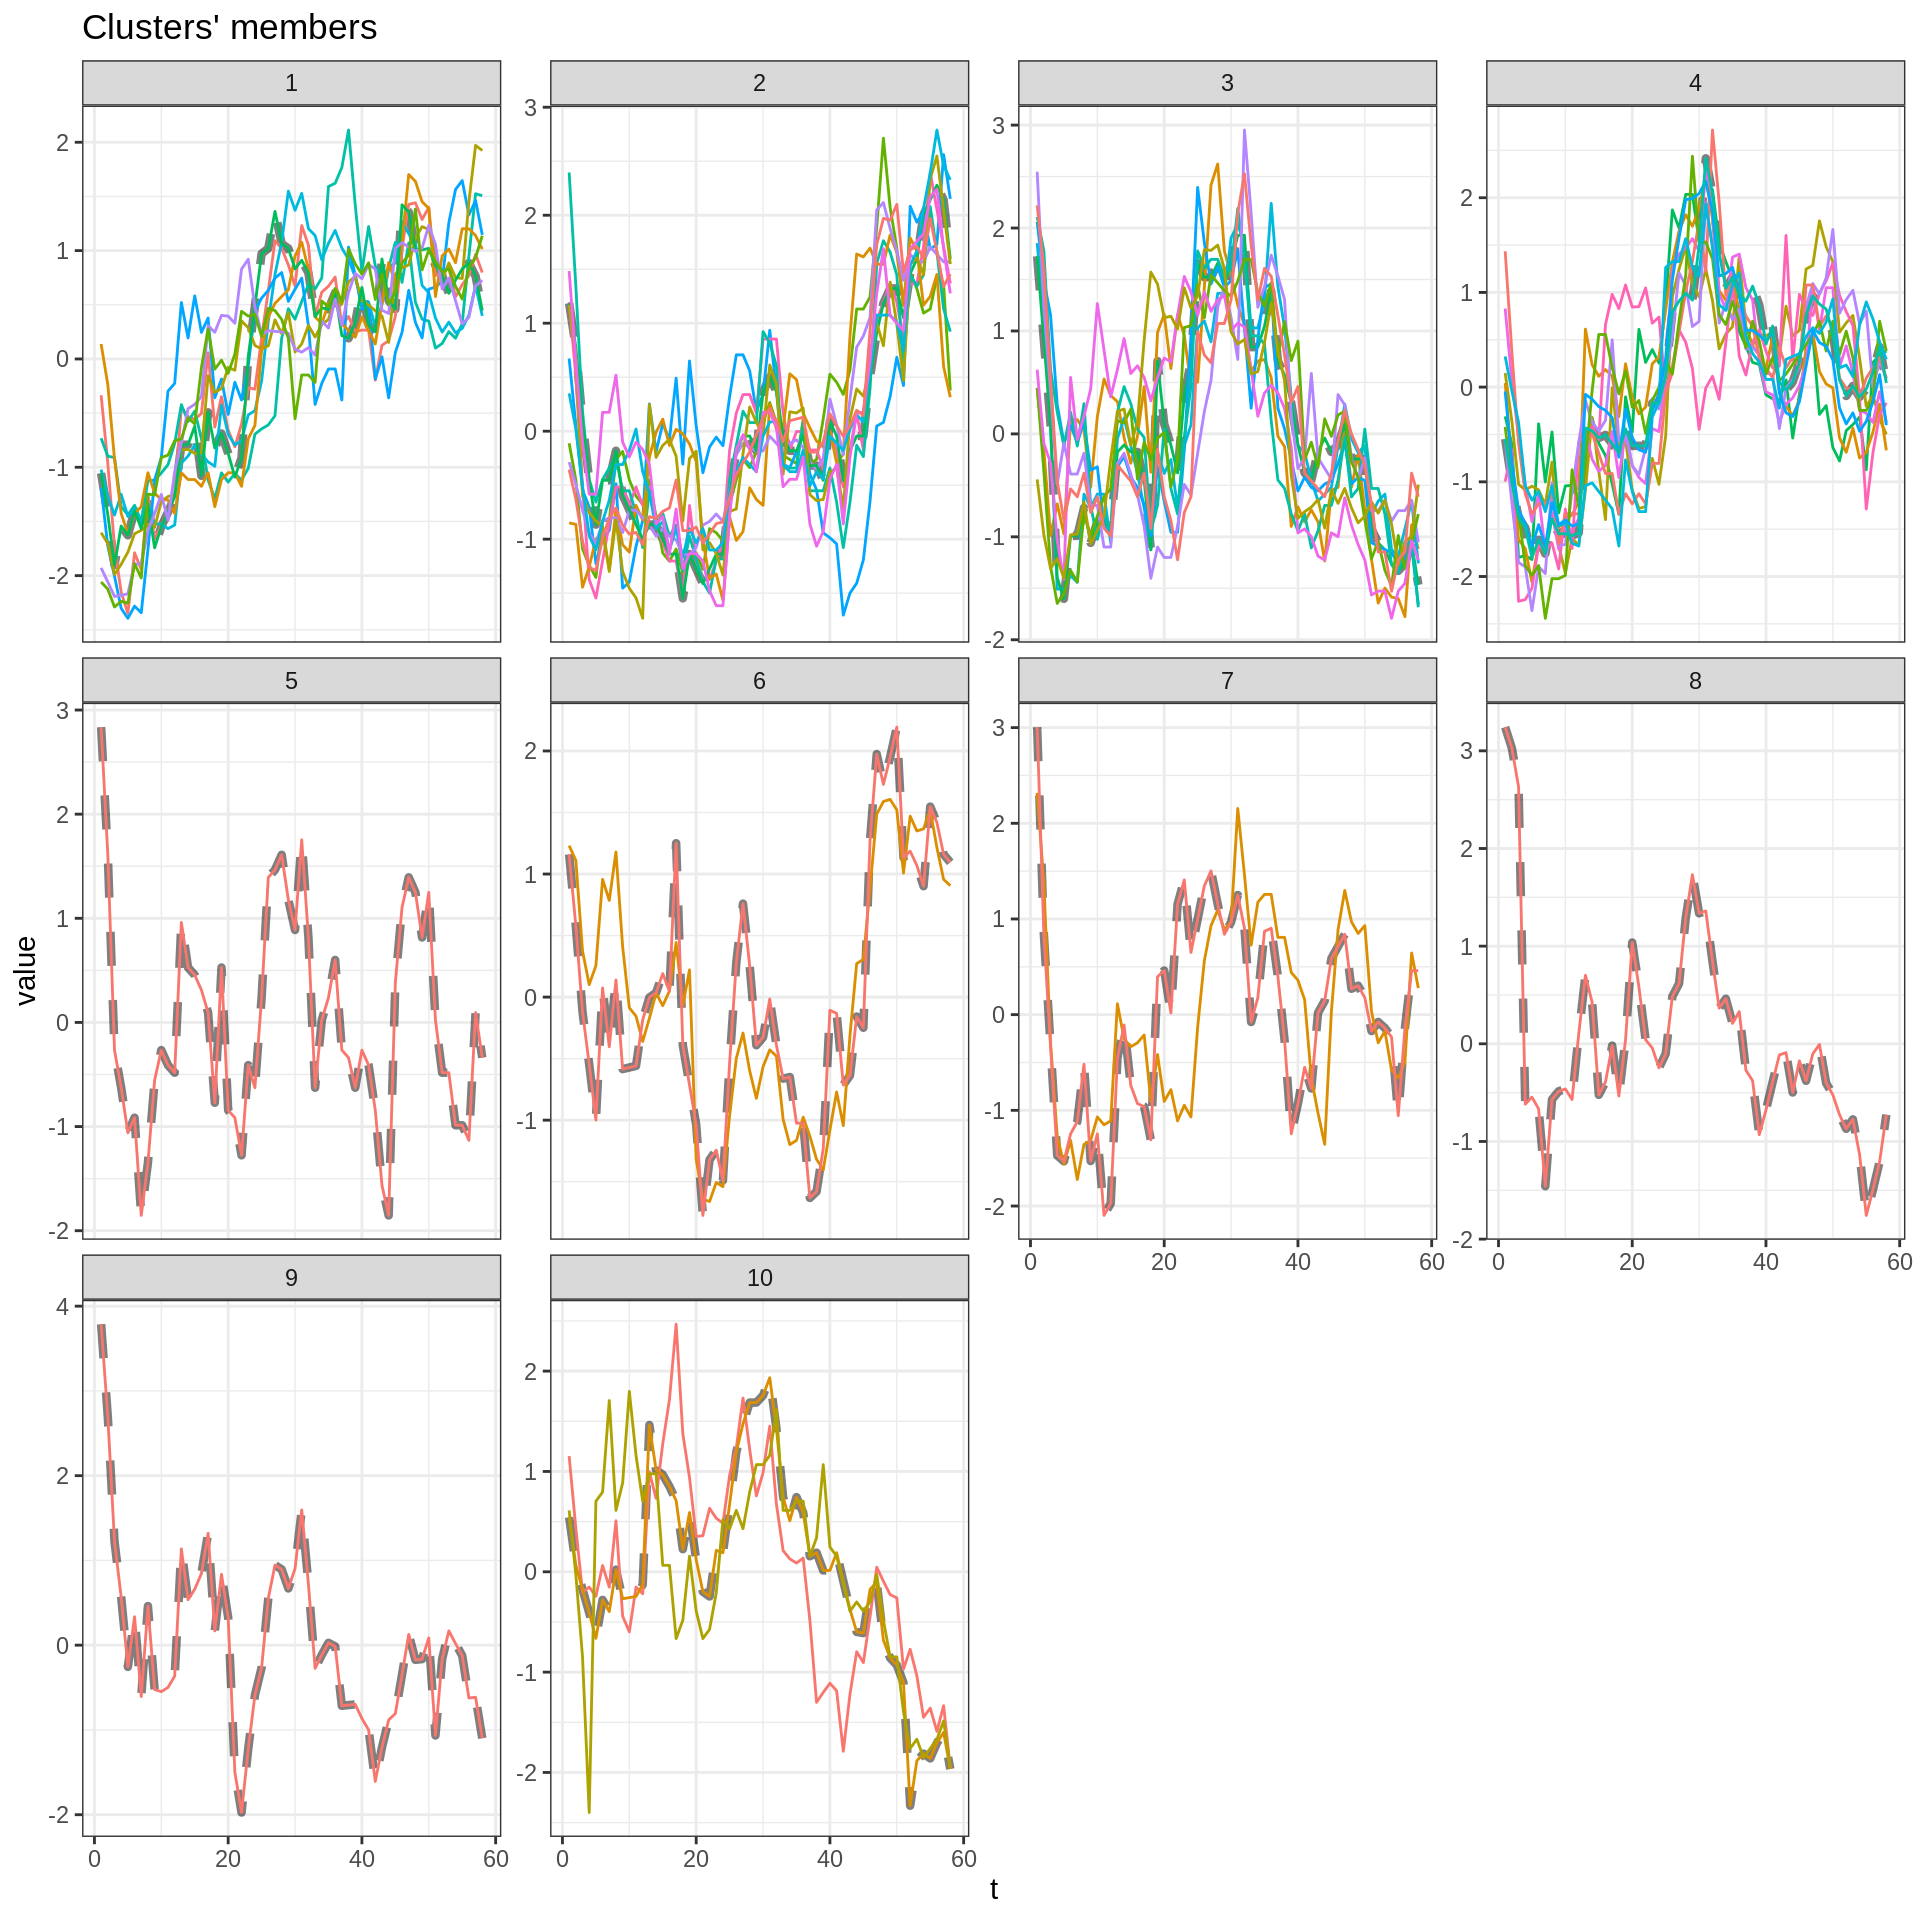 Clusters' members
1 2 3 4
2 1 0 -1 -2
3 2 1 0 -1
3 2 1 0 -1 -2
2 1 0 -1 -2
5 6 7 8
3 2 1 0 -1 -2
2 1 0 -1
3 2 1 0 -1 -2
3 2 1 0 -1 -2
0 20 40 60 0 20 40 60
value
9 10
4 2 0 -2
2 1 0 -1 -2
0 20 40 60 0 20 40 60
t